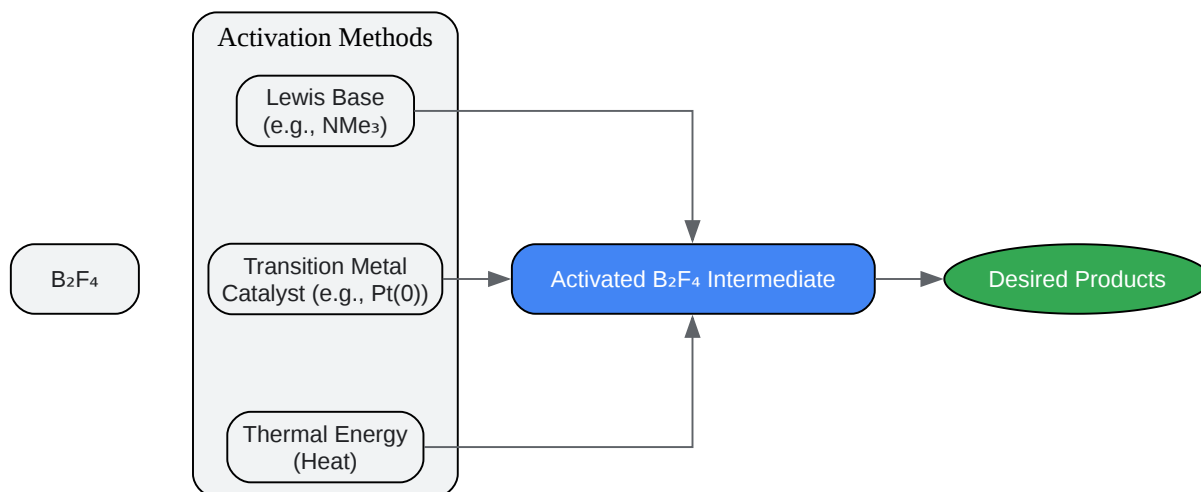 Activation Methods
Lewis Base
(e.g., NMe₃)
B₂F₄
Transition Metal
Catalyst (e.g., Pt(0))
Activated B₂F₄ Intermediate
Desired Products
Thermal Energy
(Heat)